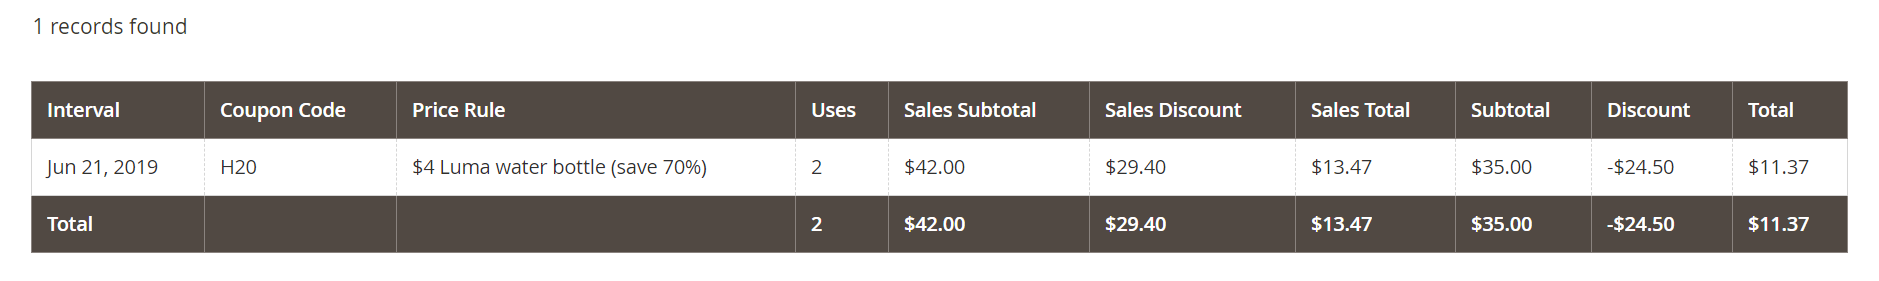 1 records found
Interval Coupon Code Price Rule Uses Sales Subtotal Sales Discount Sales Total Subtotal Discount Total
Jun 21, 2019 H20 $4 Luma water bottle (save 70%) 2 $42.00 $29.40 $13.47 $35.00 -$24.50 $11.37
Total 2 $42.00 $29.40 $13.47 $35.00 -$24.50 $11.37